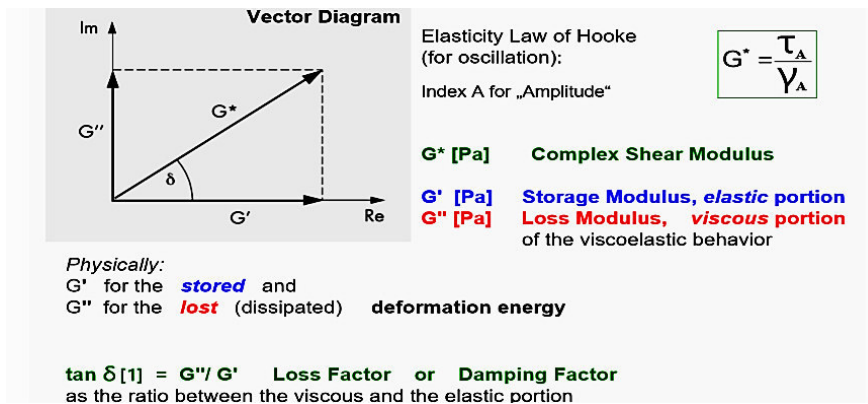 Vector Diagram
Im
G*
G"
δ
G'
Re
Elasticity Law of Hooke
(for oscillation):
Index A for „Amplitude“
G* = τA / γA
G* [Pa] Complex Shear Modulus
G' [Pa] Storage Modulus, elastic portion
G" [Pa] Loss Modulus, viscous portion
of the viscoelastic behavior
Physically:
G' for the stored and
G" for the lost (dissipated) deformation energy
tan δ [1] = G"/ G' Loss Factor or Damping Factor
as the ratio between the viscous and the elastic portion